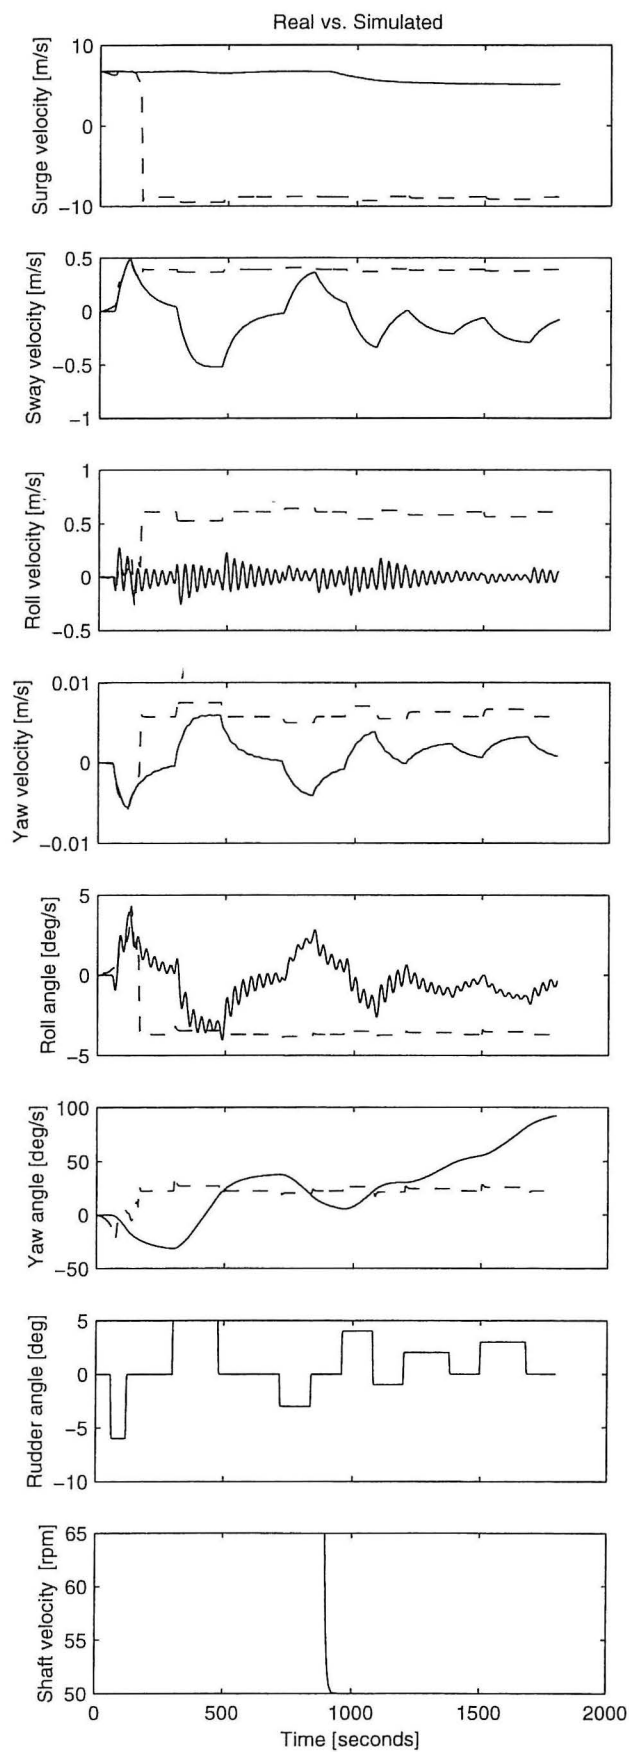 Real vs. Simulated
Surge velocity [m/s]
10
0
−10
Sway velocity [m/s]
0.5
0
−0.5
−1
Roll velocity [m/s]
1
0.5
0
−0.5
Yaw velocity [m/s]
0.01
0
−0.01
Roll angle [deg/s]
5
0
−5
Yaw angle [deg/s]
100
50
0
−50
Rudder angle [deg]
5
0
−5
−10
Shaft velocity [rpm]
65
60
55
50
0 500 1000 1500 2000
Time [seconds]